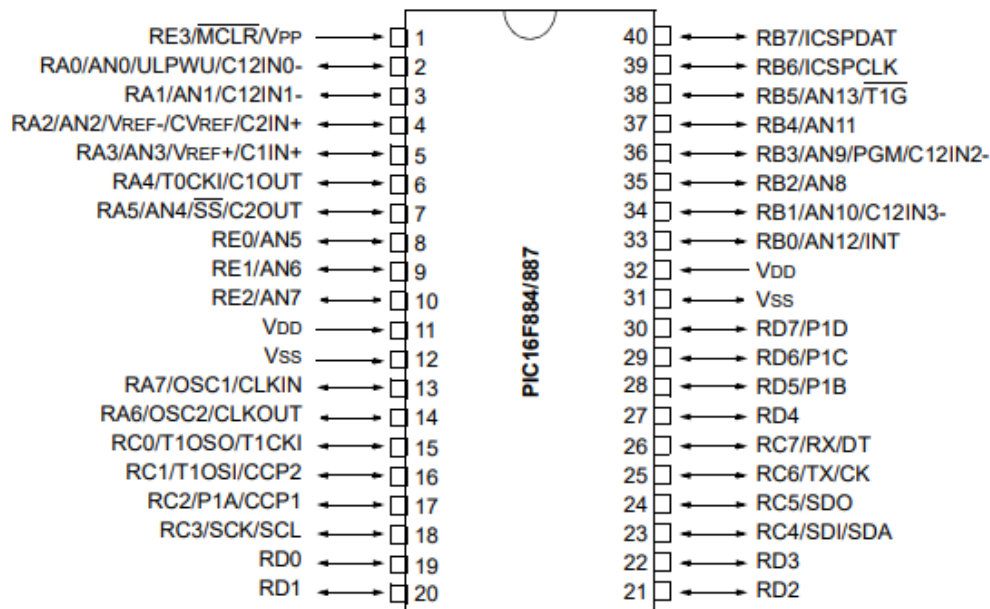 RE3/MCLR/VPP 1
RA0/AN0/ULPWU/C12IN0- 2
RA1/AN1/C12IN1- 3
RA2/AN2/VREF-/CVREF/C2IN+ 4
RA3/AN3/VREF+/C1IN+ 5
RA4/T0CKI/C1OUT 6
RA5/AN4/SS/C2OUT 7
RE0/AN5 8
RE1/AN6 9
RE2/AN7 10
VDD 11
VSS 12
RA7/OSC1/CLKIN 13
RA6/OSC2/CLKOUT 14
RC0/T1OSO/T1CKI 15
RC1/T1OSI/CCP2 16
RC2/P1A/CCP1 17
RC3/SCK/SCL 18
RD0 19
RD1 20
PIC16F884/887
40 RB7/ICSPDAT
39 RB6/ICSPCLK
38 RB5/AN13/T1G
37 RB4/AN11
36 RB3/AN9/PGM/C12IN2-
35 RB2/AN8
34 RB1/AN10/C12IN3-
33 RB0/AN12/INT
32 VDD
31 VSS
30 RD7/P1D
29 RD6/P1C
28 RD5/P1B
27 RD4
26 RC7/RX/DT
25 RC6/TX/CK
24 RC5/SDO
23 RC4/SDI/SDA
22 RD3
21 RD2